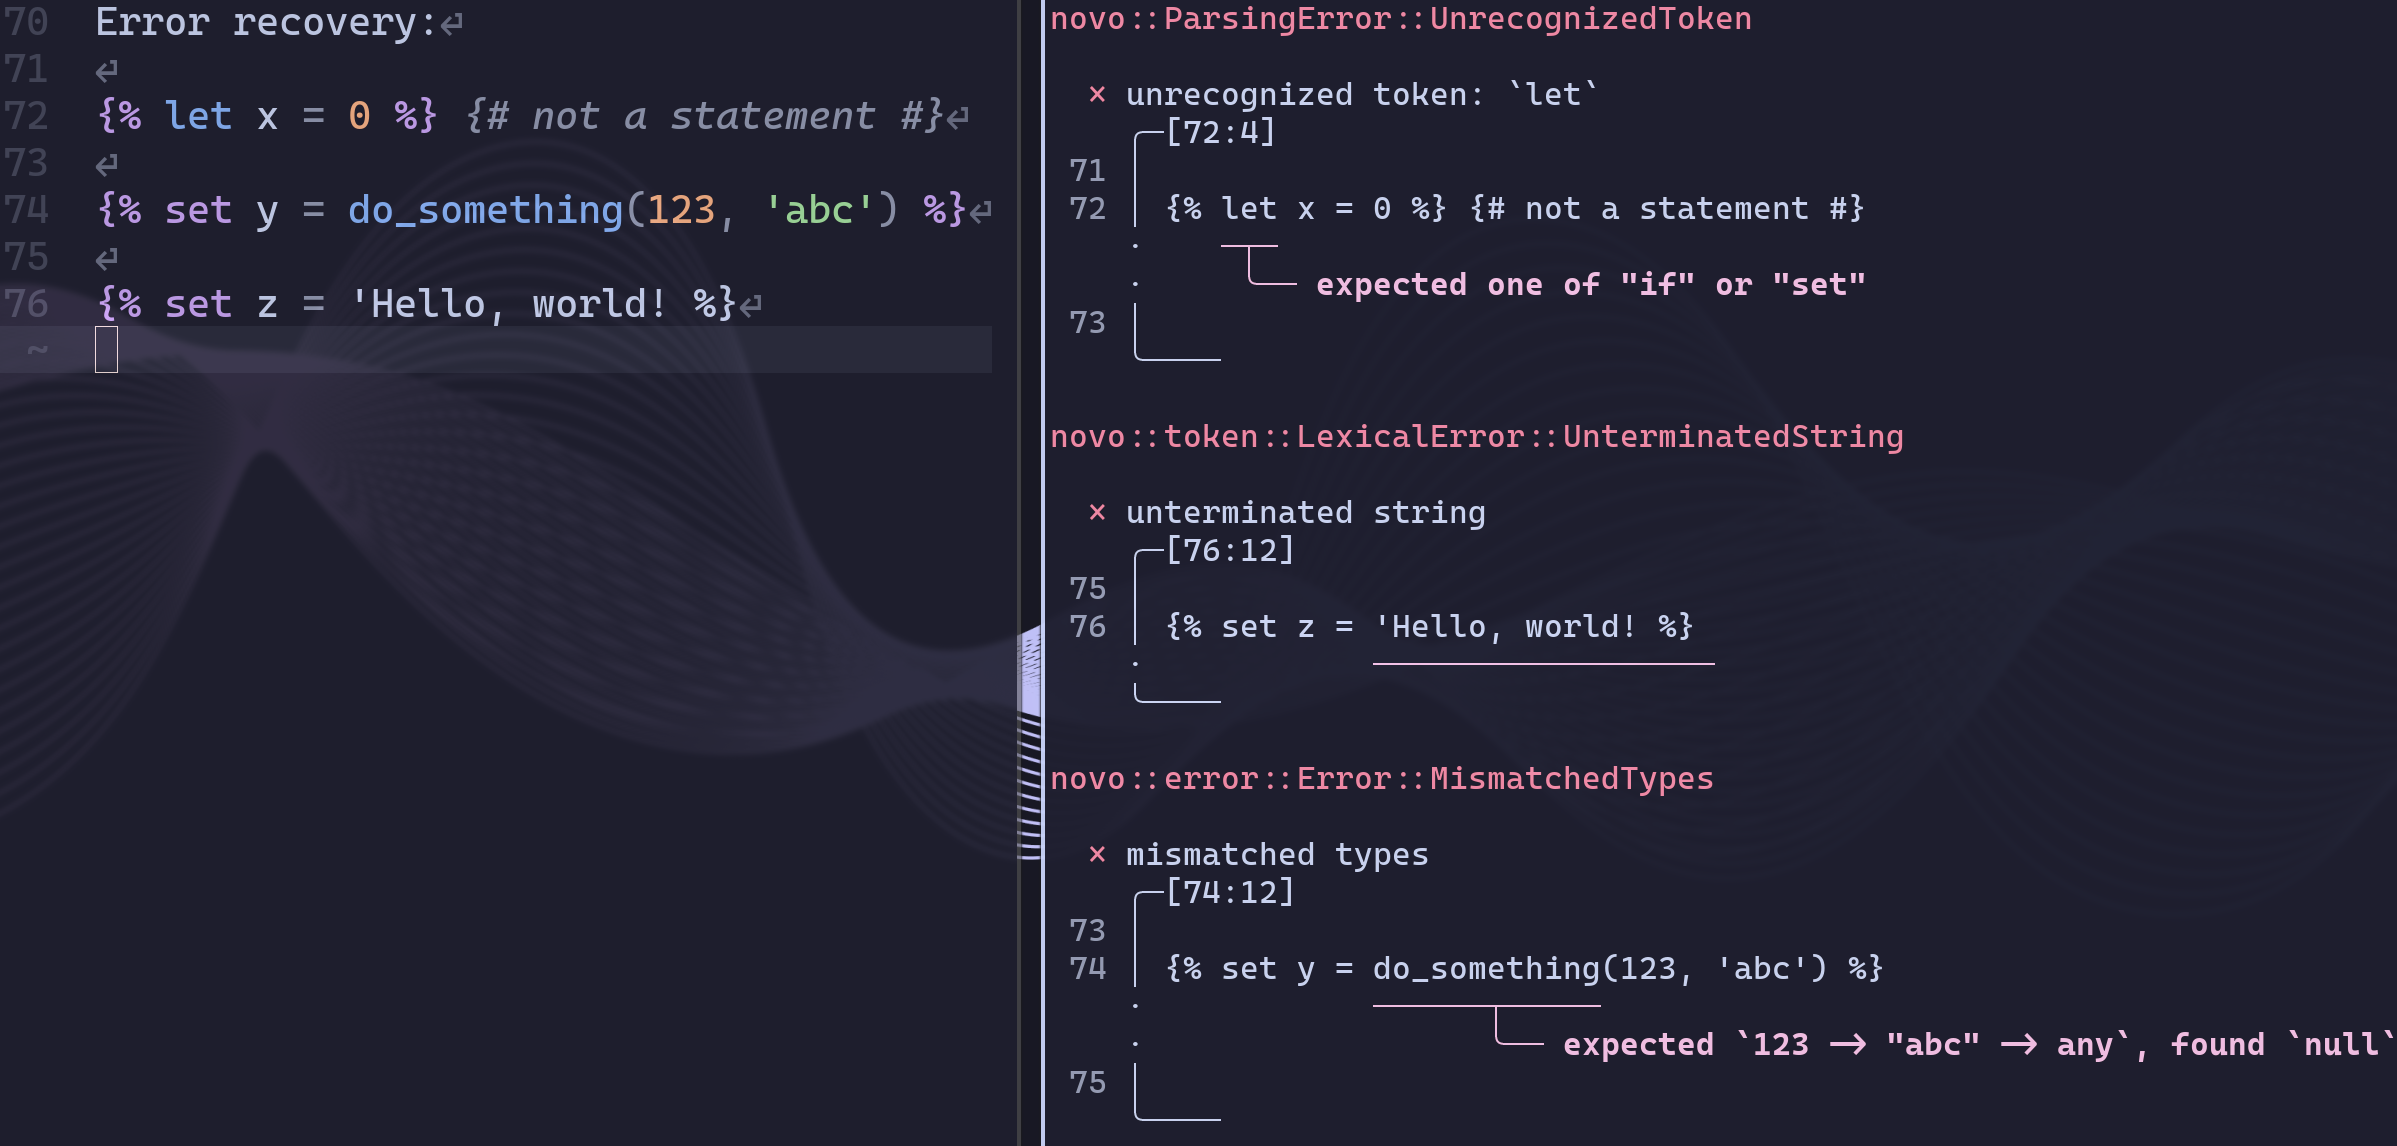 70 Error recovery:↵
71 ↵
72 {% let x = 0 %} {# not a statement #}↵
73 ↵
74 {% set y = do_something(123, 'abc') %}↵
75 ↵
76 {% set z = 'Hello, world! %}↵
~
novo::ParsingError::UnrecognizedToken
× unrecognized token: `let`
[72:4]
71
72 {% let x = 0 %} {# not a statement #}
·
· expected one of "if" or "set"
73
novo::token::LexicalError::UnterminatedString
× unterminated string
[76:12]
75
76 {% set z = 'Hello, world! %}
·
novo::error::Error::MismatchedTypes
× mismatched types
[74:12]
73
74 {% set y = do_something(123, 'abc') %}
·
· expected `123 -> "abc" -> any`, found `null`
75